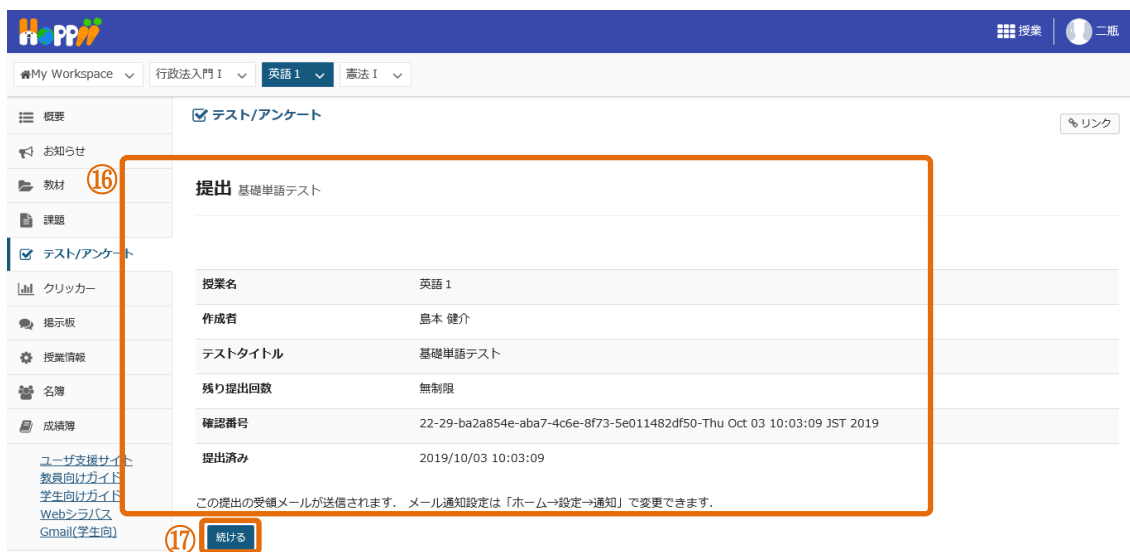 HoPPii
授業
二瓶
My Workspace
行政法入門 I
英語 1
憲法 I
概要
お知らせ
教材
課題
テスト/アンケート
クリッカー
掲示板
授業情報
名簿
成績簿
ユーザ支援サイト
教員向けガイド
学生向けガイド
Webシラバス
Gmail(学生向)
テスト/アンケート
リンク
⑯
提出 基礎単語テスト
授業名 英語 1
作成者 島本 健介
テストタイトル 基礎単語テスト
残り提出回数 無制限
確認番号 22-29-ba2a854e-aba7-4c6e-8f73-5e011482df50-Thu Oct 03 10:03:09 JST 2019
提出済み 2019/10/03 10:03:09
この提出の受領メールが送信されます． メール通知設定は「ホーム→設定→通知」で変更できます．
⑰
続ける